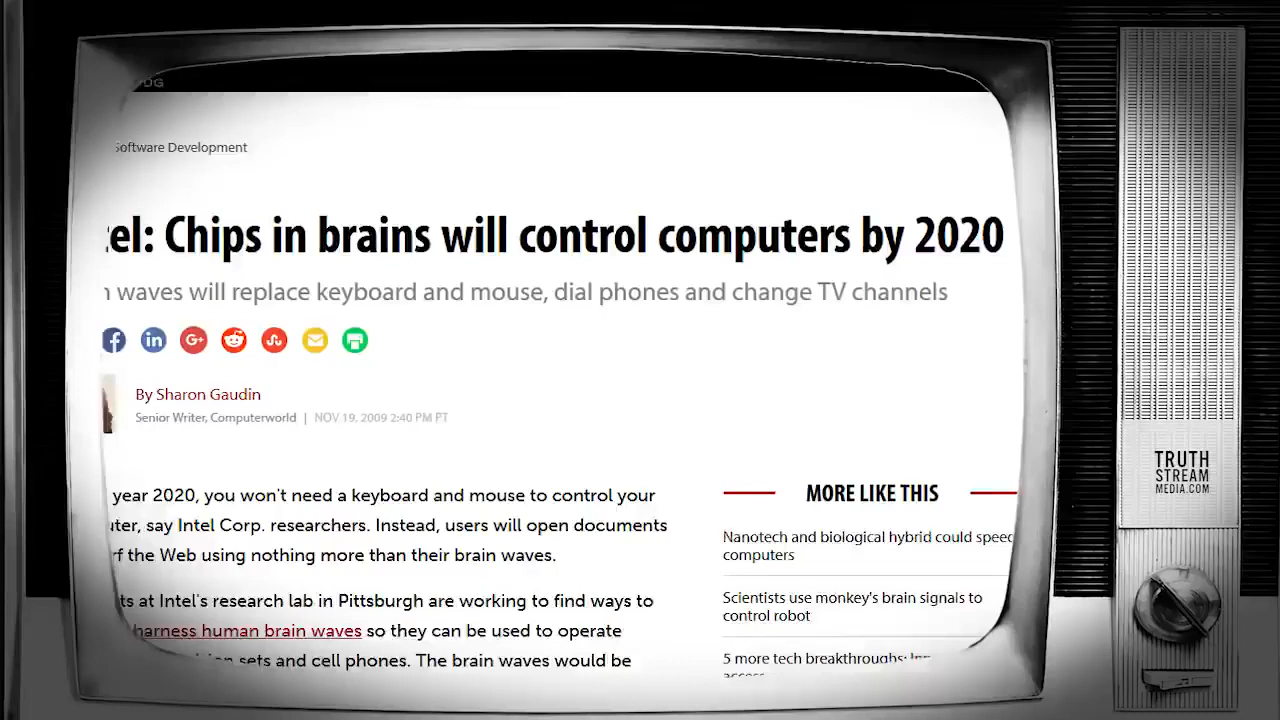 DG
Software Development
el: Chips in brains will control computers by 2020
waves will replace keyboard and mouse, dial phones and change TV channels
By Sharon Gaudin
Senior Writer, Computerworld | NOV 19, 2009 2:40 PM PT
year 2020, you won't need a keyboard and mouse to control your
uter, say Intel Corp. researchers. Instead, users will open documents
rf the Web using nothing more than their brain waves.
ts at Intel's research lab in Pittsburgh are working to find ways to
harness human brain waves so they can be used to operate
sets and cell phones. The brain waves would be
MORE LIKE THIS
Nanotech and biological hybrid could speed
computers
Scientists use monkey's brain signals to
control robot
5 more tech breakthroughs:
TRUTH
STREAM
MEDIA.COM